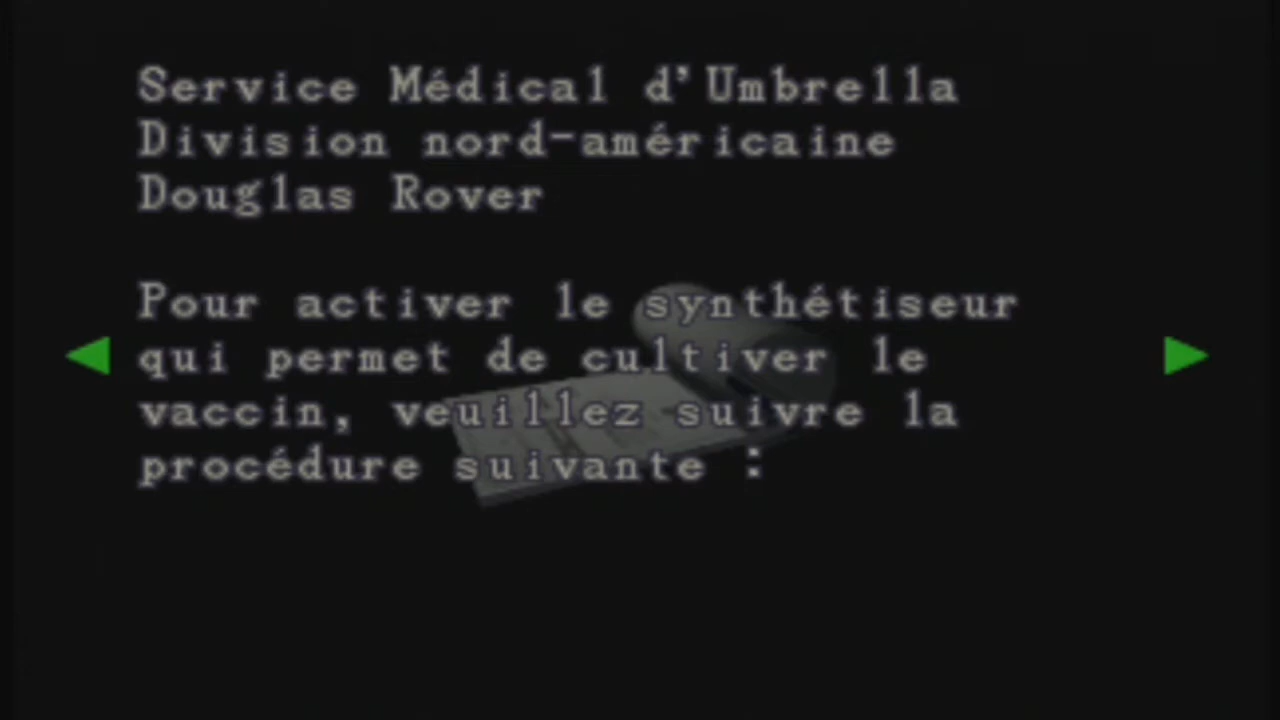 Service Médical d'Umbrella
Division nord-américaine
Douglas Rover
Pour activer le synthétiseur
qui permet de cultiver le
vaccin, veuillez suivre la
procédure suivante :